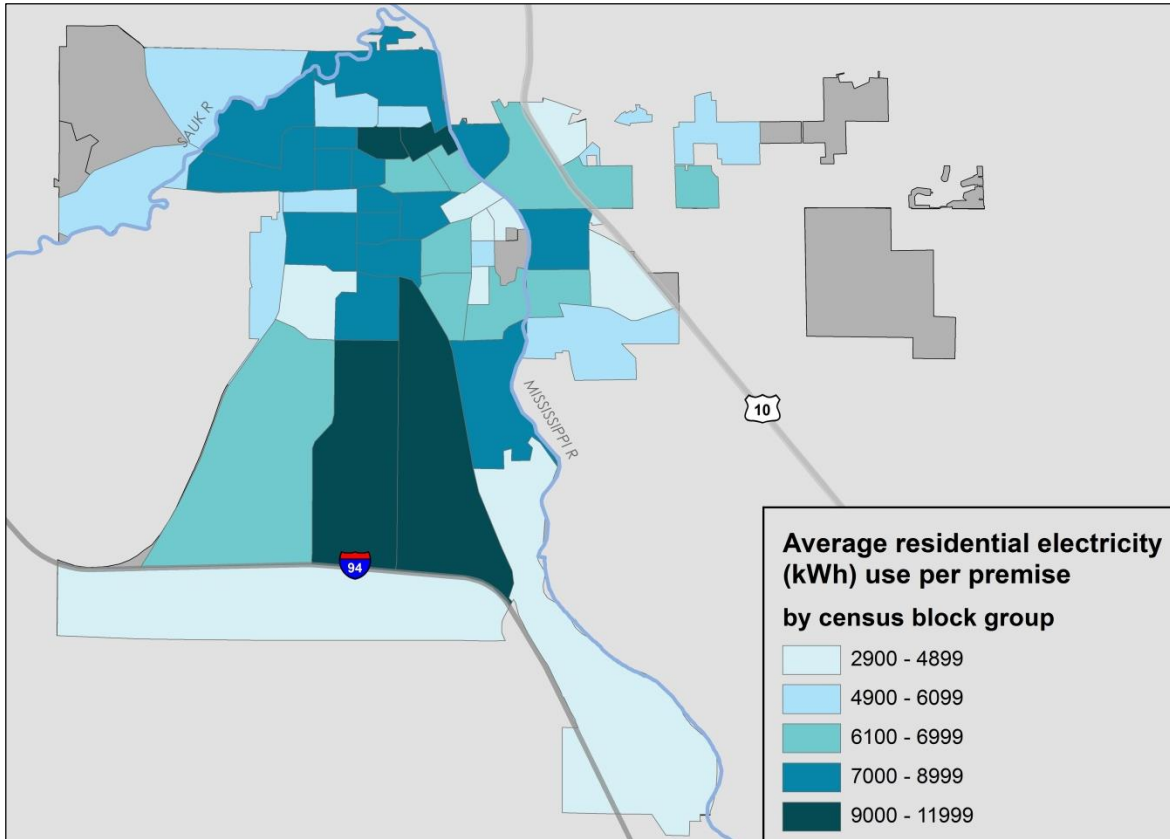 SAUK R
MISSISSIPPI R
10
94
Average residential electricity
(kWh) use per premise
by census block group
2900 - 4899
4900 - 6099
6100 - 6999
7000 - 8999
9000 - 11999